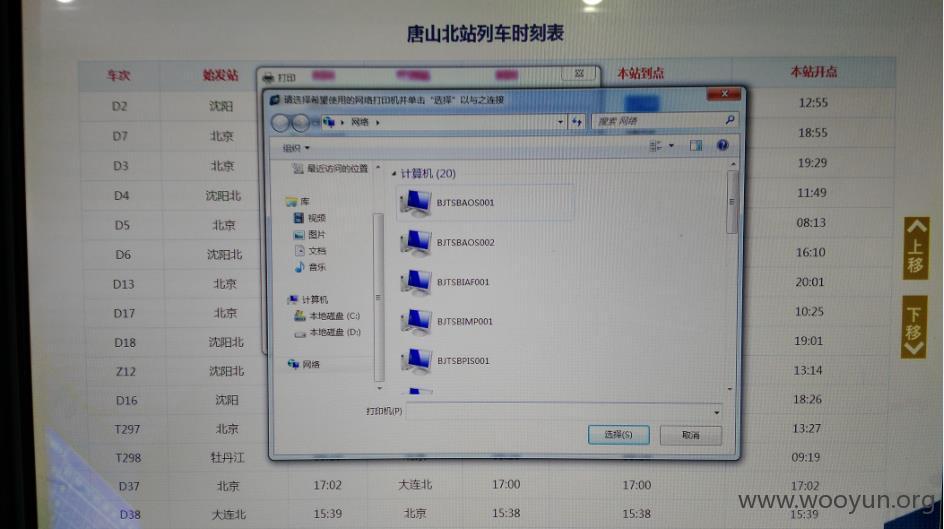 唐山北站列车时刻表
车次 始发站 本站到点 本站开点
打印
请选择希望使用的网络打印机并单击“选择”以与之连接
网络
搜索 网络
组织
最近访问的位置
库
视频
图片
文档
音乐
计算机
本地磁盘 (C:)
本地磁盘 (D:)
网络
计算机 (20)
BJTSBAOS001
BJTSBAOS002
BJTSBIAF001
BJTSBIMP001
BJTSBPIS001
打印机(P)
选择(S) 取消
D2 沈阳 12:55
D7 北京 18:55
D3 北京 19:29
D4 沈阳北 11:49
D5 北京 08:13
D6 沈阳北 16:10
D13 北京 20:01
D17 北京 10:25
D18 沈阳北 19:01
Z12 沈阳北 13:14
D16 沈阳 18:26
T297 北京 13:27
T298 牡丹江 09:19
D37 北京 17:02 大连北 17:00 17:00 17:02
D38 大连北 15:39 北京 15:38 15:38 15:39
上移
下移
www.wooyun.org